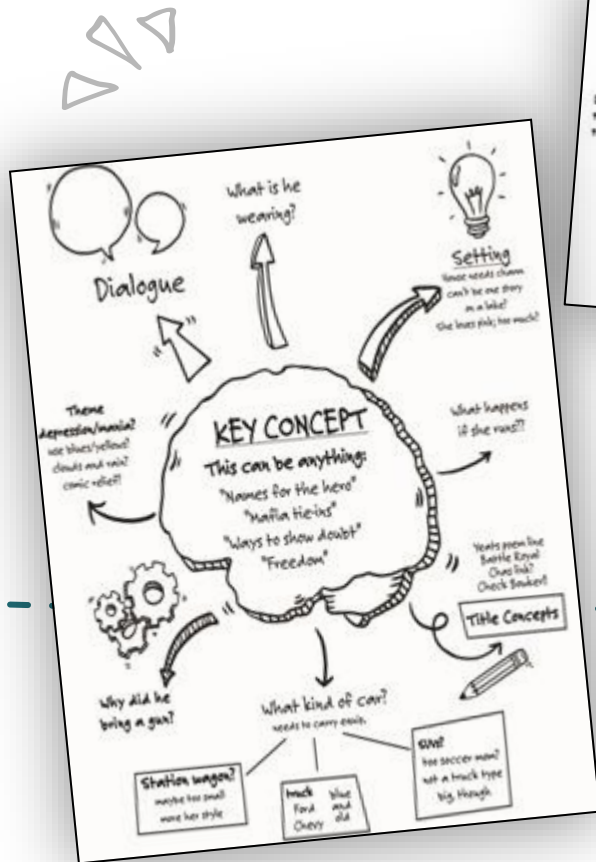 What is he
wearing?
Dialogue
Setting
House needs charm
can't be one story
on a lake?
She loves pink; too much?
KEY CONCEPT
This can be anything:
"Names for the hero"
"Mafia tie-ins"
"Ways to show doubt"
"Freedom"
Theme
depression/mania?
use blues/yellows?
clouds and rain?
comic relief?
What happens
if she runs??
Yeats poem line
Battle Royal
link?
Check
Title Concepts
Why did he
bring a gun?
What kind of car?
needs to carry
Station wagon?
maybe too small
more her style
truck blue
Ford and
Chevy old
SUV?
too soccer mom?
not a truck type
big, though